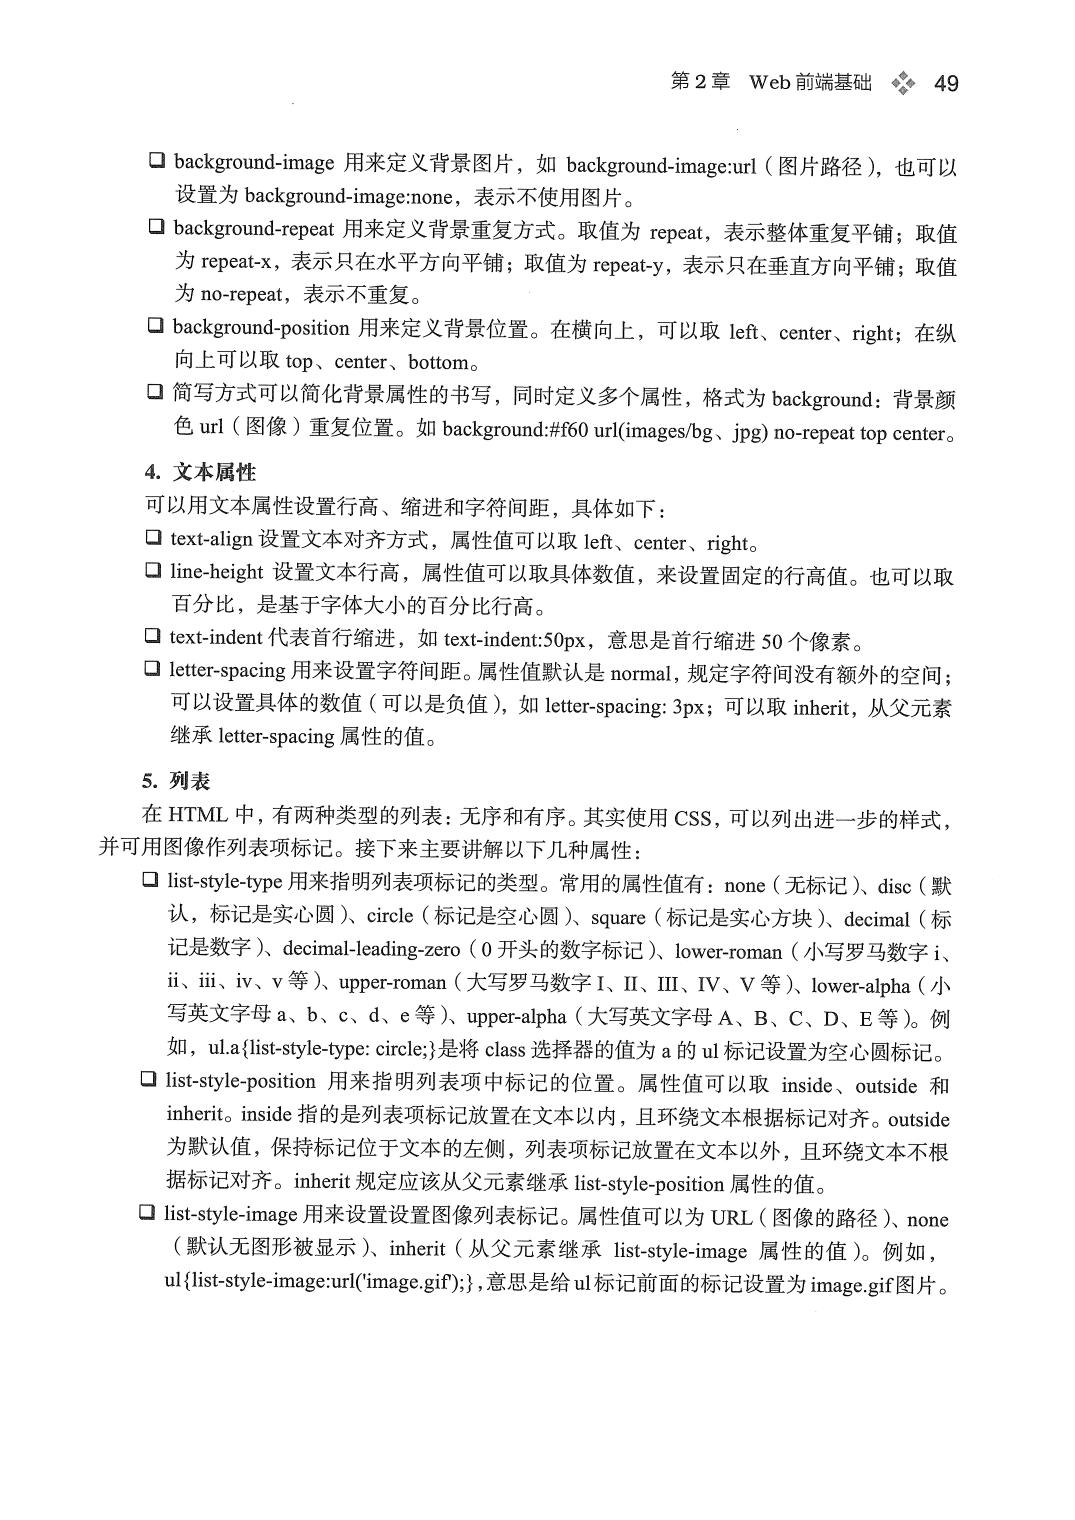 第 2 章 Web 前端基础 49
❑ background-image 用来定义背景图片，如 background-image:url（图片路径），也可以
设置为 background-image:none，表示不使用图片。
❑ background-repeat 用来定义背景重复方式。取值为 repeat，表示整体重复平铺；取值
为 repeat-x，表示只在水平方向平铺；取值为 repeat-y，表示只在垂直方向平铺；取值
为 no-repeat，表示不重复。
❑ background-position 用来定义背景位置。在横向上，可以取 left、center、right；在纵
向上可以取 top、center、bottom。
❑ 简写方式可以简化背景属性的书写，同时定义多个属性，格式为 background：背景颜
色 url（图像）重复位置。如 background:#f60 url(images/bg、jpg) no-repeat top center。
4. 文本属性
可以用文本属性设置行高、缩进和字符间距，具体如下：
❑ text-align 设置文本对齐方式，属性值可以取 left、center、right。
❑ line-height 设置文本行高，属性值可以取具体数值，来设置固定的行高值。也可以取
百分比，是基于字体大小的百分比行高。
❑ text-indent 代表首行缩进，如 text-indent:50px，意思是首行缩进 50 个像素。
❑ letter-spacing 用来设置字符间距。属性值默认是 normal，规定字符间没有额外的空间；
可以设置具体的数值（可以是负值），如 letter-spacing: 3px；可以取 inherit，从父元素
继承 letter-spacing 属性的值。
5. 列表
在 HTML 中，有两种类型的列表：无序和有序。其实使用 CSS，可以列出进一步的样式，
并可用图像作列表项标记。接下来主要讲解以下几种属性：
❑ list-style-type 用来指明列表项标记的类型。常用的属性值有：none（无标记）、disc（默
认，标记是实心圆）、circle（标记是空心圆）、square（标记是实心方块）、decimal（标
记是数字）、decimal-leading-zero（0 开头的数字标记）、lower-roman（小写罗马数字 i、
ii、iii、iv、v 等）、upper-roman（大写罗马数字 I、II、III、IV、V 等）、lower-alpha（小
写英文字母 a、b、c、d、e 等）、upper-alpha（大写英文字母 A、B、C、D、E 等）。例
如，ul.a{list-style-type: circle;}是将 class 选择器的值为 a 的 ul 标记设置为空心圆标记。
❑ list-style-position 用来指明列表项中标记的位置。属性值可以取 inside、outside 和
inherit。inside 指的是列表项标记放置在文本以内，且环绕文本根据标记对齐。outside
为默认值，保持标记位于文本的左侧，列表项标记放置在文本以外，且环绕文本不根
据标记对齐。inherit 规定应该从父元素继承 list-style-position 属性的值。
❑ list-style-image 用来设置设置图像列表标记。属性值可以为 URL（图像的路径）、none
（默认无图形被显示）、inherit（从父元素继承 list-style-image 属性的值）。例如，
ul{list-style-image:url('image.gif');}，意思是给 ul 标记前面的标记设置为 image.gif 图片。